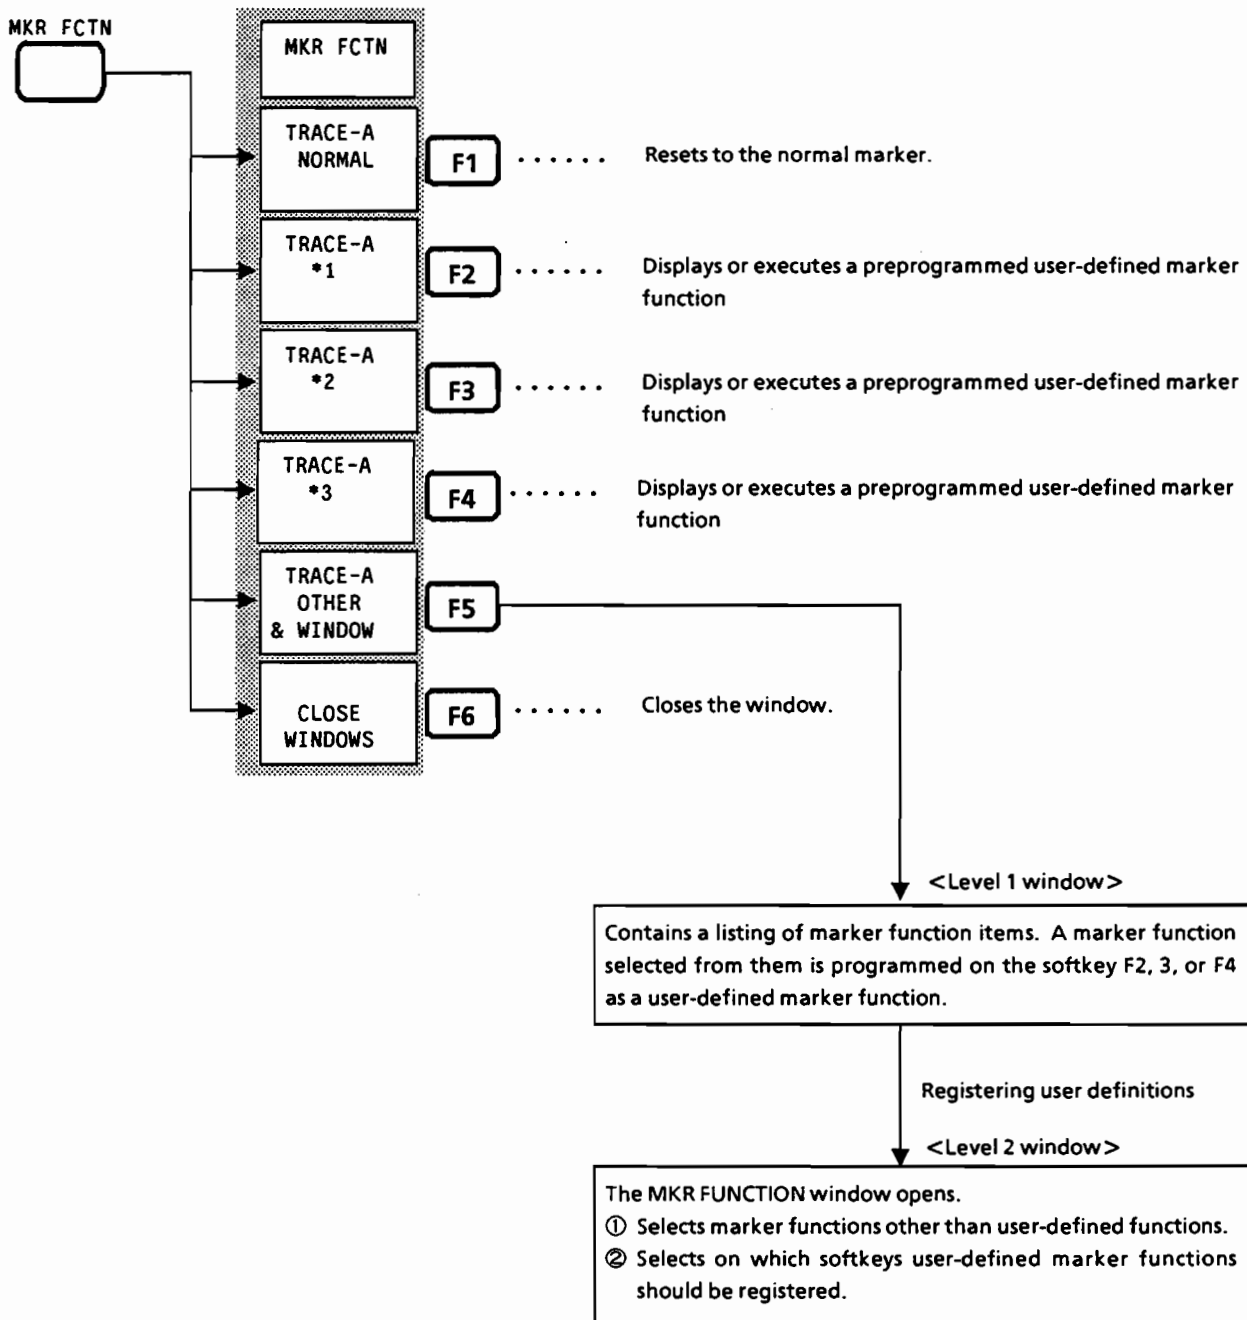 MKR FCTN
MKR FCTN
TRACE-A
NORMAL
F1
...... Resets to the normal marker.
TRACE-A
*1
F2
...... Displays or executes a preprogrammed user-defined marker
function
TRACE-A
*2
F3
...... Displays or executes a preprogrammed user-defined marker
function
TRACE-A
*3
F4
...... Displays or executes a preprogrammed user-defined marker
function
TRACE-A
OTHER
& WINDOW
F5
CLOSE
WINDOWS
F6
...... Closes the window.
<Level 1 window>
Contains a listing of marker function items. A marker function
selected from them is programmed on the softkey F2, 3, or F4
as a user-defined marker function.
Registering user definitions
<Level 2 window>
The MKR FUNCTION window opens.
① Selects marker functions other than user-defined functions.
② Selects on which softkeys user-defined marker functions
should be registered.